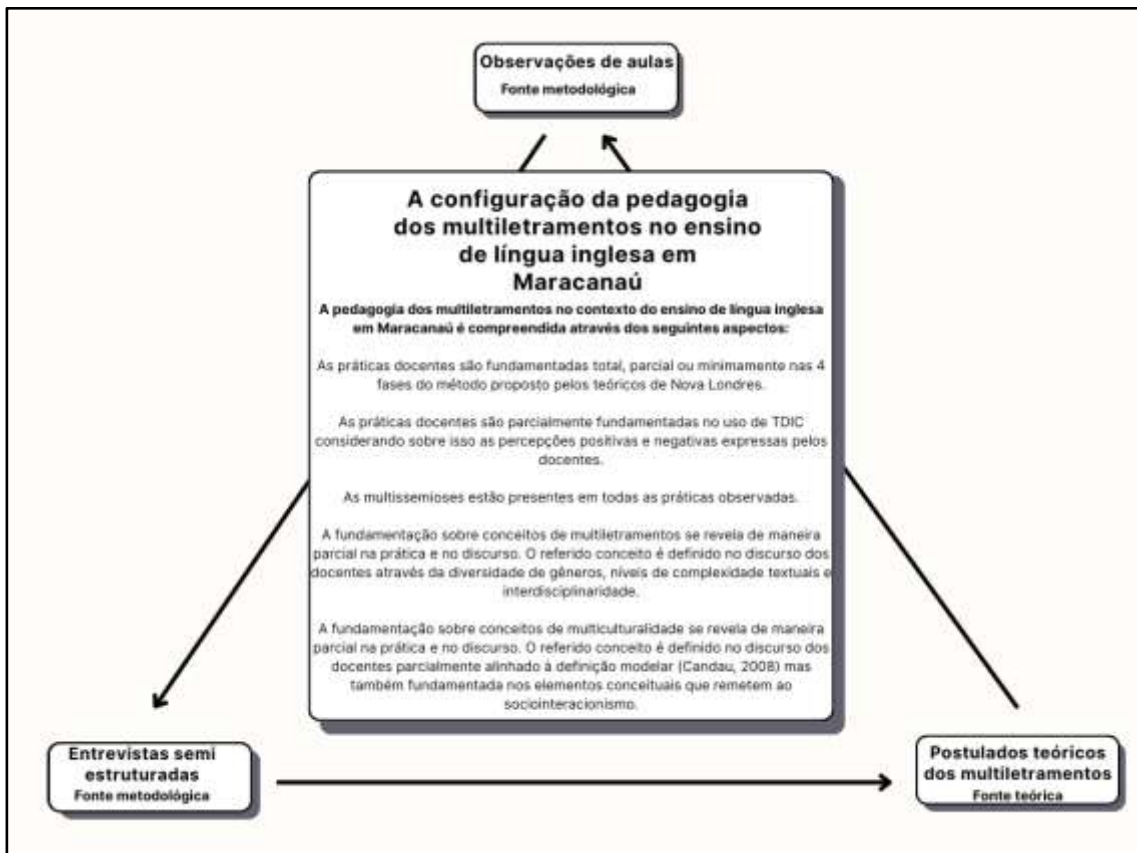 Observações de aulas
Fonte metodológica
A configuração da pedagogia
dos multiletramentos no ensino
de língua inglesa em
Maracanaú
A pedagogia dos multiletramentos no contexto do ensino de língua inglesa
em Maracanaú é compreendida através dos seguintes aspectos:
As práticas docentes são fundamentadas total, parcial ou minimamente nas 4
fases do método proposto pelos teóricos de Nova Londres.
As práticas docentes são parcialmente fundamentadas no uso de TDIC
considerando sobre isso as percepções positivas e negativas expressas pelos
docentes.
As multissemioses estão presentes em todas as práticas observadas.
A fundamentação sobre conceitos de multiletramentos se revela de maneira
parcial na prática e no discurso. O referido conceito é definido no discurso dos
docentes através da diversidade de gêneros, níveis de complexidade textuais e
interdisciplinaridade.
A fundamentação sobre conceitos de multiculturalidade se revela de maneira
parcial na prática e no discurso. O referido conceito é definido no discurso dos
docentes parcialmente alinhado à definição modelar (Candau, 2008) mas
também fundamentada nos elementos conceituais que remetem ao
sociointeracionismo.
Entrevistas semi
estruturadas
Fonte metodológica
Postulados teóricos
dos multiletramentos
Fonte teórica